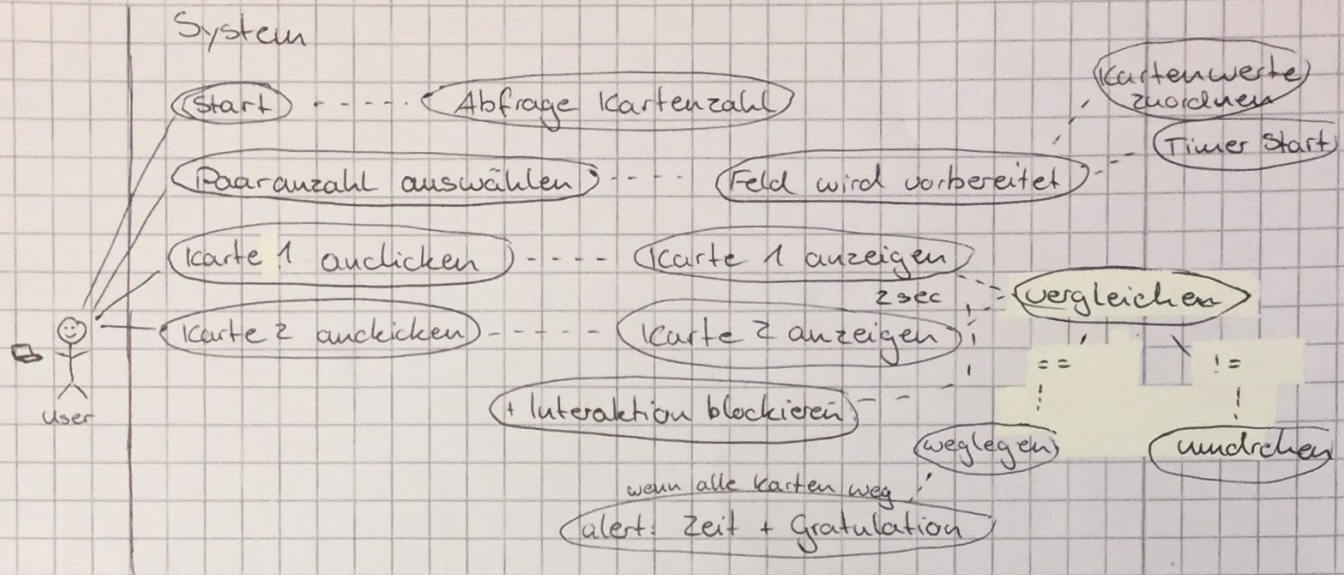 System
Start
Abfrage Kartenzahl
Kartenwerte
zuordnen
Timer Start
Paaranzahl auswählen
Feld wird vorbereitet
Karte 1 anclicken
Karte 1 anzeigen
2 sec
vergleichen
Karte 2 anclicken
Karte 2 anzeigen
==
!=
User
+ Interaktion blockieren
weglegen
umdrehen
wenn alle Karten weg
alert: Zeit + Gratulation